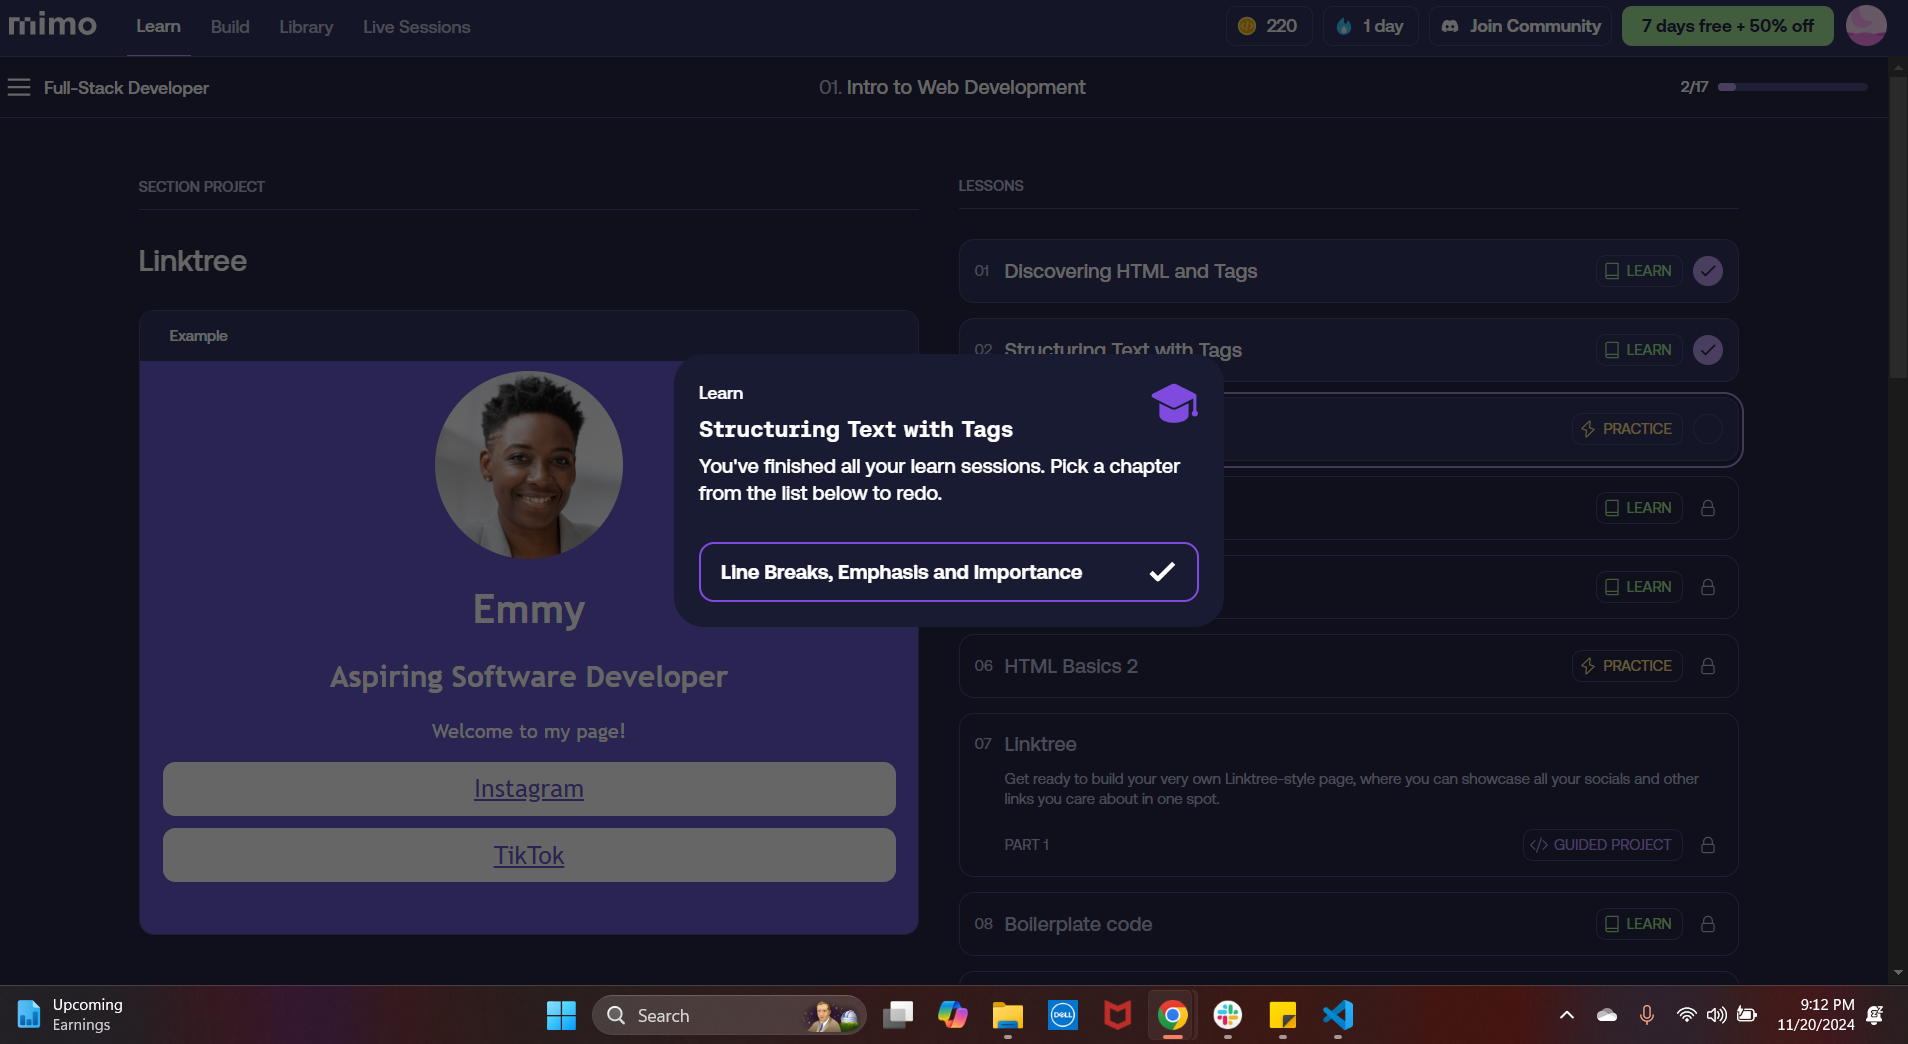 mimo
Learn
Build
Library
Live Sessions
220
1 day
Join Community
7 days free + 50% off
Full-Stack Developer
01. Intro to Web Development
2/17
SECTION PROJECT
Linktree
Example
Emmy
Aspiring Software Developer
Welcome to my page!
Instagram
TikTok
LESSONS
01 Discovering HTML and Tags LEARN
02 Structuring Text with Tags LEARN
PRACTICE
LEARN
LEARN
06 HTML Basics 2 PRACTICE
07 Linktree
Get ready to build your very own Linktree-style page, where you can showcase all your socials and other
links you care about in one spot.
PART 1 </> GUIDED PROJECT
08 Boilerplate code LEARN
Learn
Structuring Text with Tags
You've finished all your learn sessions. Pick a chapter
from the list below to redo.
Line Breaks, Emphasis and Importance
Upcoming
Earnings
Search
DELL
9:12 PM
11/20/2024